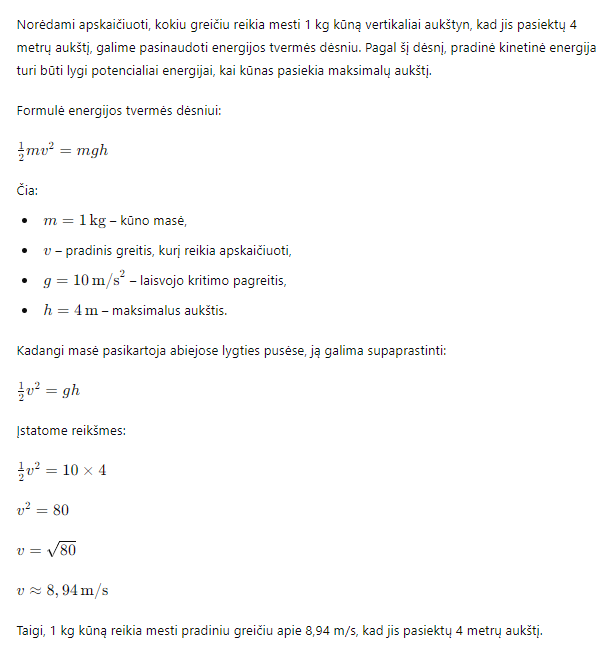 Norėdami apskaičiuoti, kokiu greičiu reikia mesti 1 kg kūną vertikaliai aukštyn, kad jis pasiektų 4
metrų aukštį, galime pasinaudoti energijos tvermės dėsniu. Pagal šį dėsnį, pradinė kinetinė energija
turi būti lygi potencialiai energijai, kai kūnas pasiekia maksimalų aukštį.
Formulė energijos tvermės dėsniui:
½mv² = mgh
Čia:
• m = 1 kg – kūno masė,
• v – pradinis greitis, kurį reikia apskaičiuoti,
• g = 10 m/s² – laisvojo kritimo pagreitis,
• h = 4 m – maksimalus aukštis.
Kadangi masė pasikartoja abiejose lygties pusėse, ją galima supaprastinti:
½v² = gh
Įstatome reikšmes:
½v² = 10 × 4
v² = 80
v = √80
v ≈ 8,94 m/s
Taigi, 1 kg kūną reikia mesti pradiniu greičiu apie 8,94 m/s, kad jis pasiektų 4 metrų aukštį.